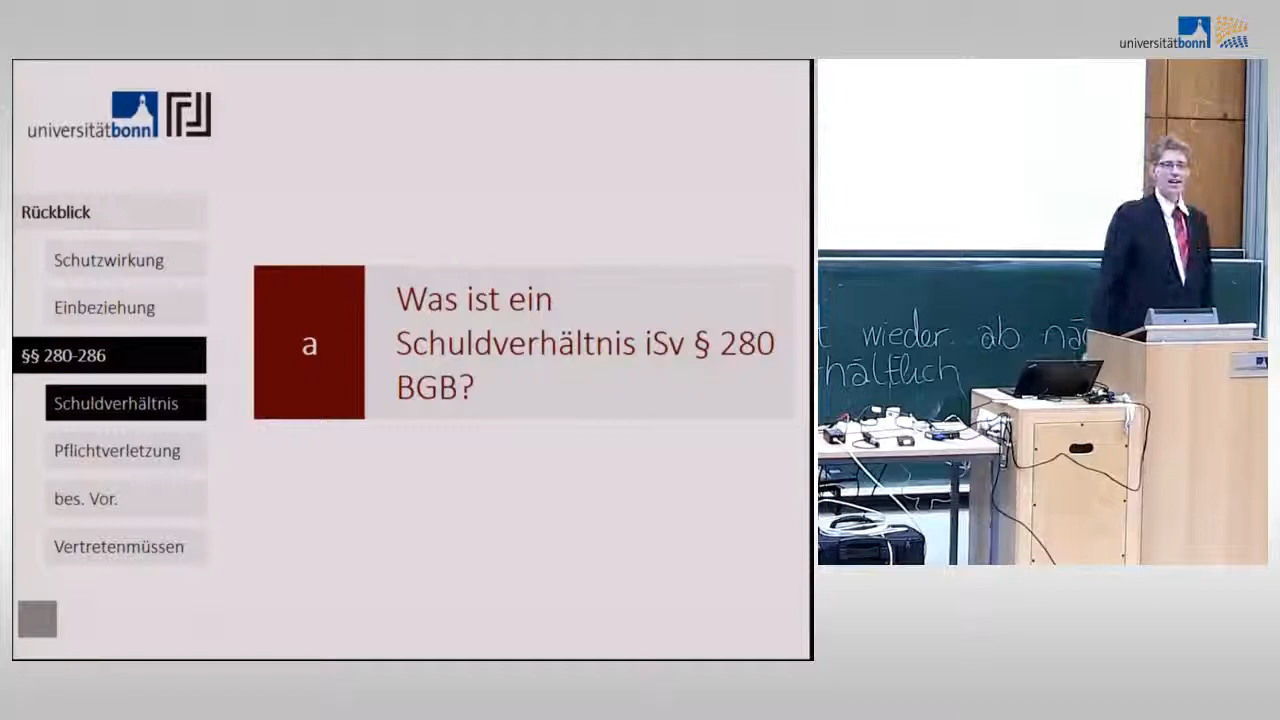 universitätbonn
universitätbonn
Rückblick
Schutzwirkung
Einbeziehung
§§ 280-286
Schuldverhältnis
Pflichtverletzung
bes. Vor.
Vertretenmüssen
a
Was ist ein
Schuldverhältnis iSv § 280
BGB?
wieder ab